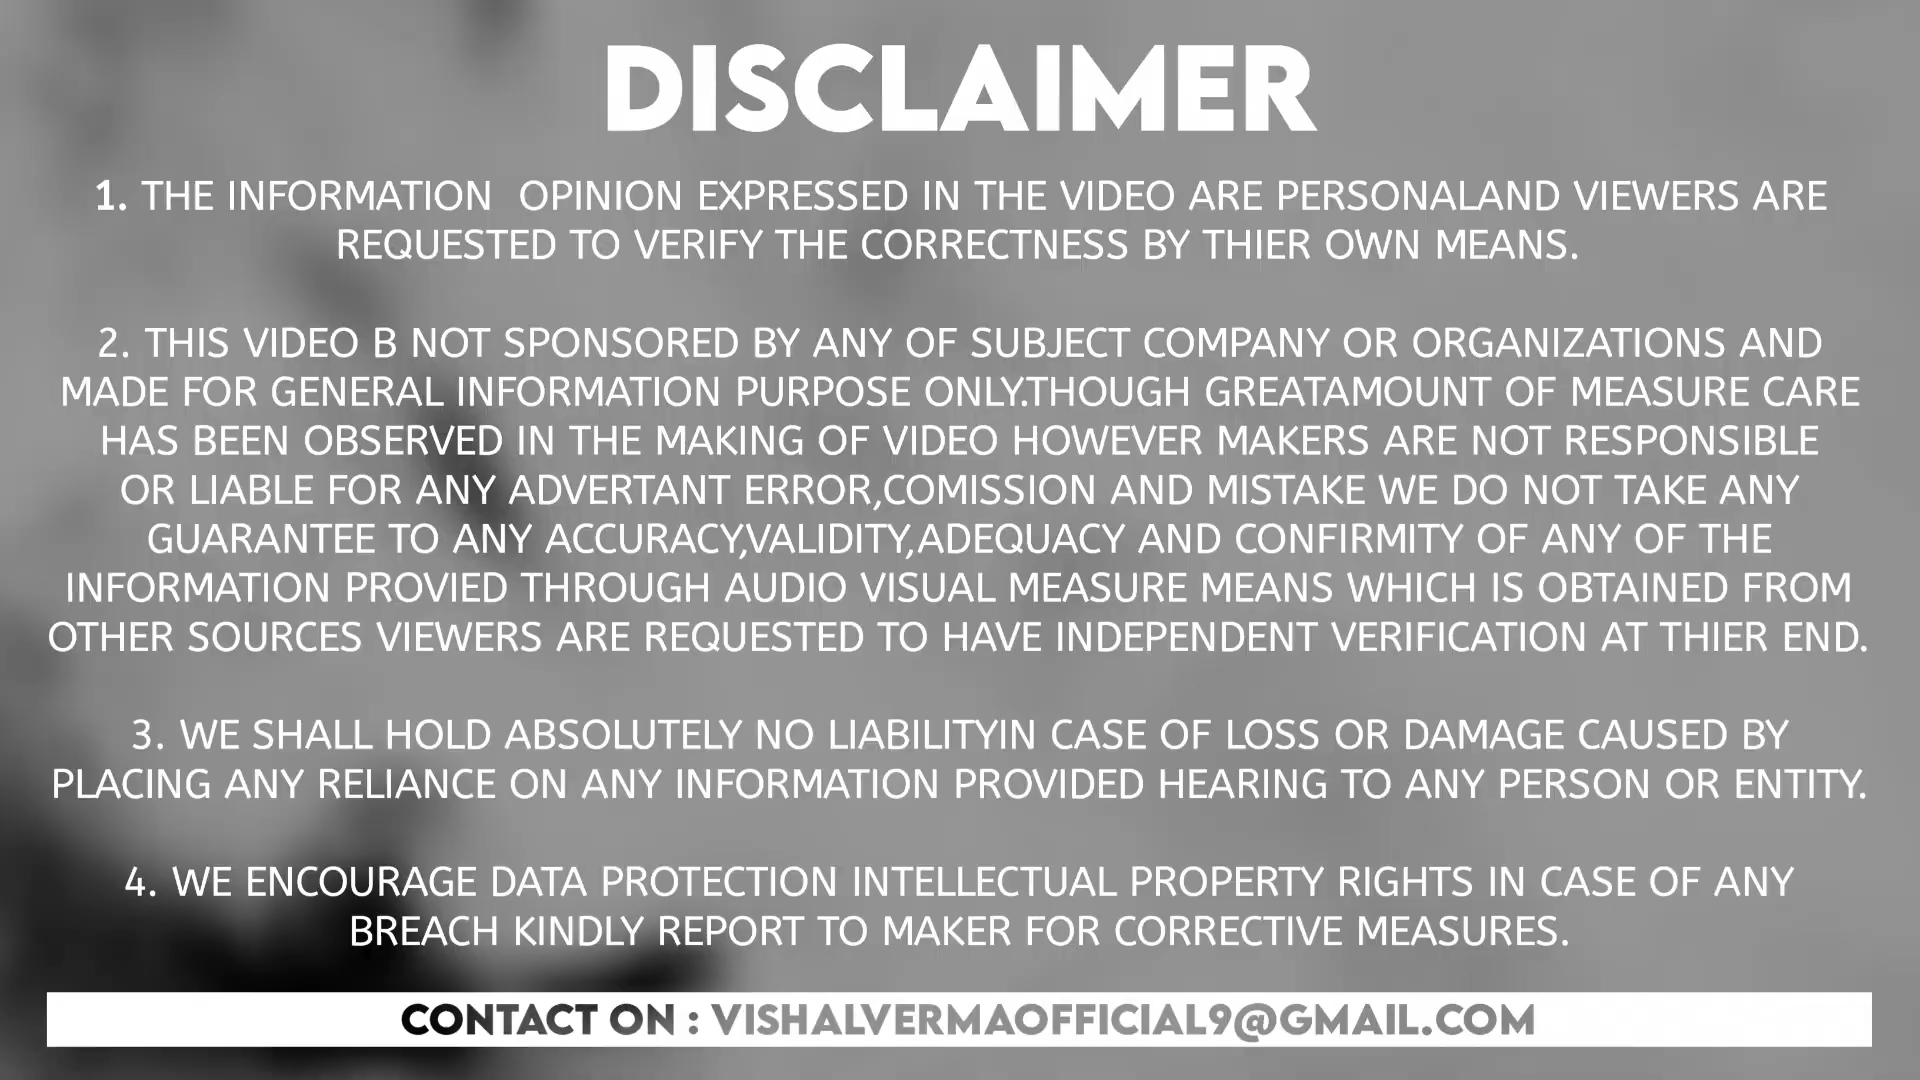 DISCLAIMER
1. THE INFORMATION  OPINION EXPRESSED IN THE VIDEO ARE PERSONALAND VIEWERS ARE
REQUESTED TO VERIFY THE CORRECTNESS BY THIER OWN MEANS.
2. THIS VIDEO B NOT SPONSORED BY ANY OF SUBJECT COMPANY OR ORGANIZATIONS AND
MADE FOR GENERAL INFORMATION PURPOSE ONLY.THOUGH GREATAMOUNT OF MEASURE CARE
HAS BEEN OBSERVED IN THE MAKING OF VIDEO HOWEVER MAKERS ARE NOT RESPONSIBLE
OR LIABLE FOR ANY ADVERTANT ERROR,COMISSION AND MISTAKE WE DO NOT TAKE ANY
GUARANTEE TO ANY ACCURACY,VALIDITY,ADEQUACY AND CONFIRMITY OF ANY OF THE
INFORMATION PROVIED THROUGH AUDIO VISUAL MEASURE MEANS WHICH IS OBTAINED FROM
OTHER SOURCES VIEWERS ARE REQUESTED TO HAVE INDEPENDENT VERIFICATION AT THIER END.
3. WE SHALL HOLD ABSOLUTELY NO LIABILITYIN CASE OF LOSS OR DAMAGE CAUSED BY
PLACING ANY RELIANCE ON ANY INFORMATION PROVIDED HEARING TO ANY PERSON OR ENTITY.
4. WE ENCOURAGE DATA PROTECTION INTELLECTUAL PROPERTY RIGHTS IN CASE OF ANY
BREACH KINDLY REPORT TO MAKER FOR CORRECTIVE MEASURES.
CONTACT ON : VISHALVERMAOFFICIAL9@GMAIL.COM